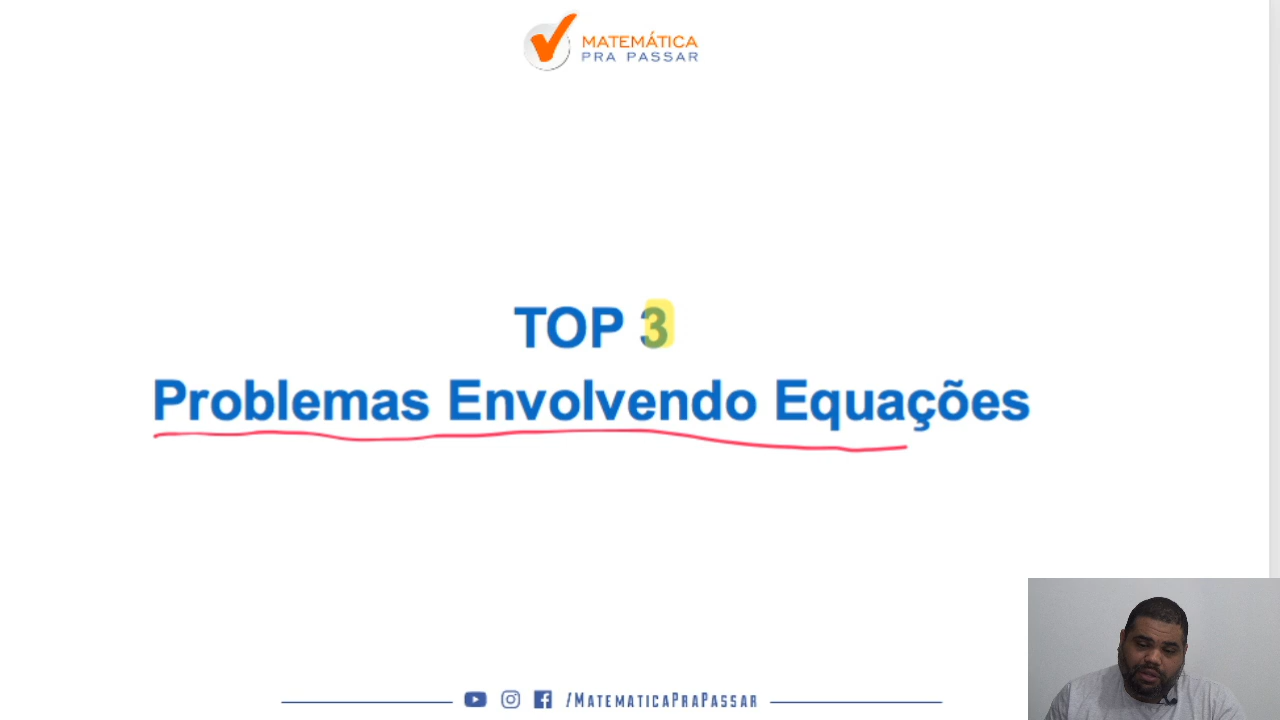 MATEMÁTICA
PRA PASSAR
TOP 3
Problemas Envolvendo Equações
/MATEMATICAPRAPASSAR